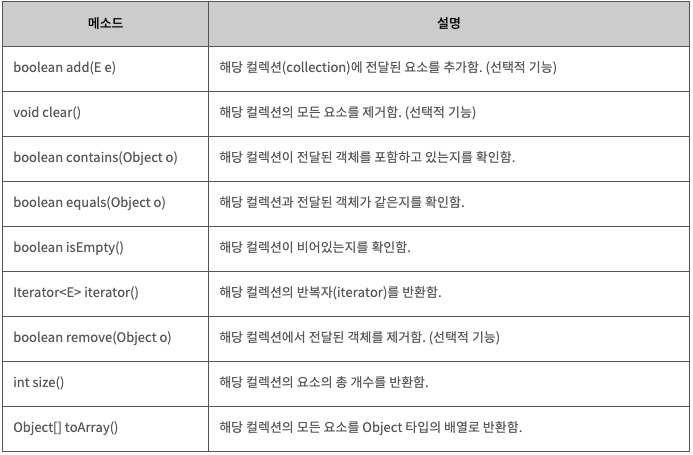 메소드 설명
boolean add(E e) 해당 컬렉션(collection)에 전달된 요소를 추가함. (선택적 기능)
void clear() 해당 컬렉션의 모든 요소를 제거함. (선택적 기능)
boolean contains(Object o) 해당 컬렉션이 전달된 객체를 포함하고 있는지를 확인함.
boolean equals(Object o) 해당 컬렉션과 전달된 객체가 같은지를 확인함.
boolean isEmpty() 해당 컬렉션이 비어있는지를 확인함.
Iterator<E> iterator() 해당 컬렉션의 반복자(iterator)를 반환함.
boolean remove(Object o) 해당 컬렉션에서 전달된 객체를 제거함. (선택적 기능)
int size() 해당 컬렉션의 요소의 총 개수를 반환함.
Object[] toArray() 해당 컬렉션의 모든 요소를 Object 타입의 배열로 반환함.